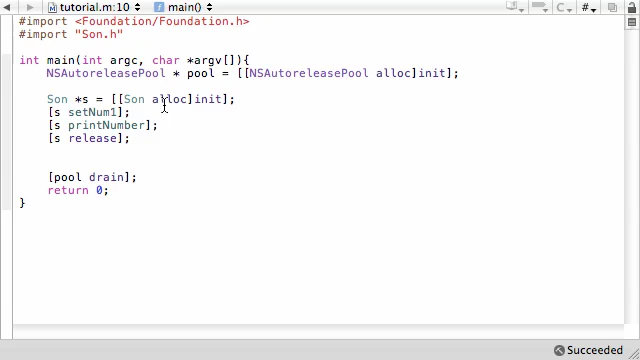 tutorial.m:10 f main() C #
#import <Foundation/Foundation.h>
#import "Son.h"
int main(int argc, char *argv[]){
NSAutoreleasePool * pool = [[NSAutoreleasePool alloc]init];
Son *s = [[Son alloc]init];
[s setNum1];
[s printNumber];
[s release];
[pool drain];
return 0;
}
Succeeded